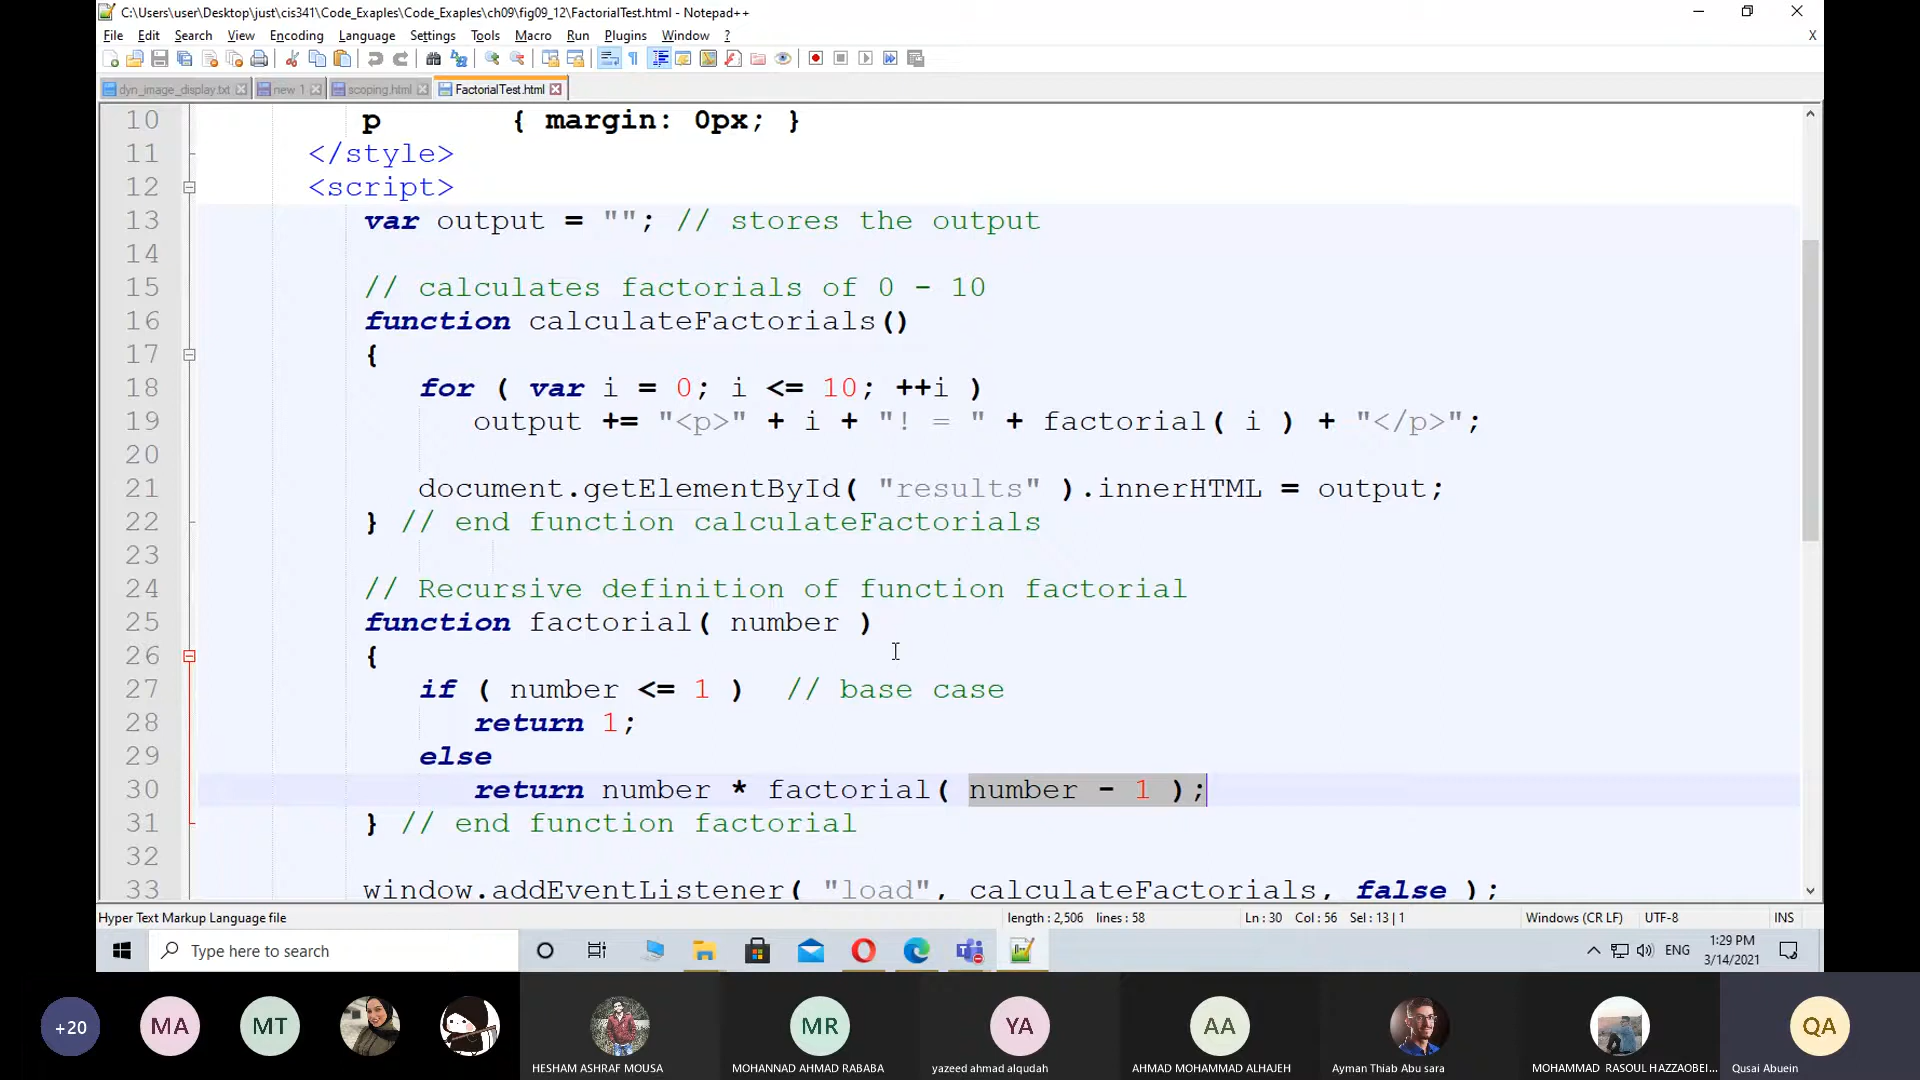 C:\Users\user\Desktop\just\cis341\Code_Exaples\Code_Exaples\ch09\fig09_12\FactorialTest.html - Notepad++
File Edit Search View Encoding Language Settings Tools Macro Run Plugins Window ? X
dyn_image_display.txt new 1 scoping.html FactorialTest.html
10 p { margin: 0px; }
11 </style>
12 <script>
13 var output = ""; // stores the output
14
15 // calculates factorials of 0 - 10
16 function calculateFactorials()
17 {
18 for ( var i = 0; i <= 10; ++i )
19 output += "<p>" + i + "! = " + factorial( i ) + "</p>";
20
21 document.getElementById( "results" ).innerHTML = output;
22 } // end function calculateFactorials
23
24 // Recursive definition of function factorial
25 function factorial( number )
26 {
27 if ( number <= 1 ) // base case
28 return 1;
29 else
30 return number * factorial( number - 1 );
31 } // end function factorial
32
33 window.addEventListener( "load", calculateFactorials, false );
Hyper Text Markup Language file length : 2,506 lines : 58 Ln : 30 Col : 56 Sel : 13 | 1 Windows (CR LF) UTF-8 INS
Type here to search ENG 1:29 PM
3/14/2021
+20 MA MT MR YA AA QA
HESHAM ASHRAF MOUSA MOHANNAD AHMAD RABABA yazeed ahmad alqudah AHMAD MOHAMMAD ALHAJEH Ayman Thiab Abu sara MOHAMMAD RASOUL HAZZAOBEI... Qusai Abuein